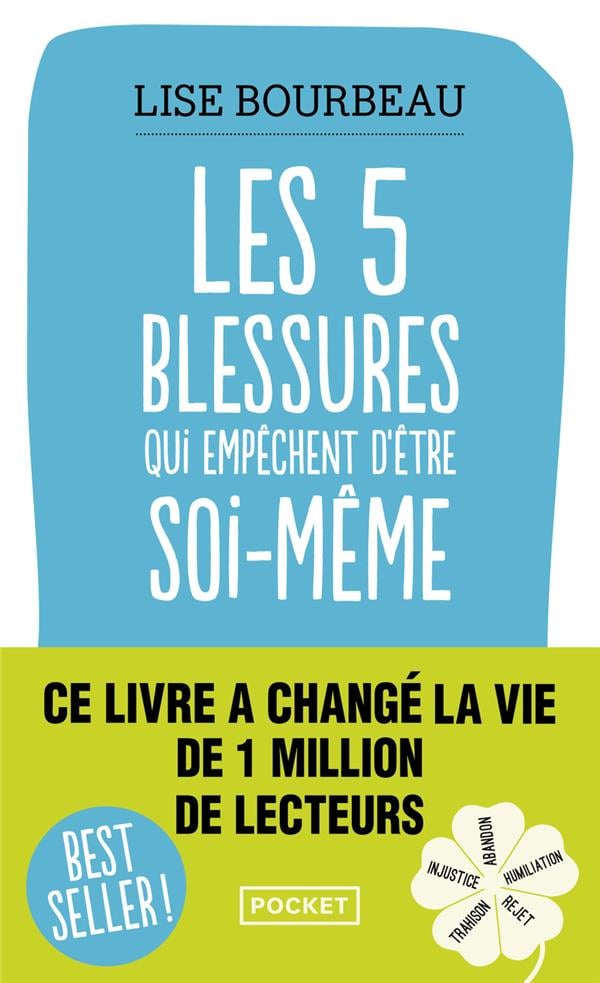 LISE BOURBEAU
LES 5
BLESSURES
QUi EMPÊCHENT D'ÊTRE
SOi-MÊME
CE LIVRE A CHANGÉ LA VIE
DE 1 MILLION
DE LECTEURS
BEST
SELLER !
POCKET
ABANDON
HUMILIATION
REJET
TRAHISON
INJUSTICE